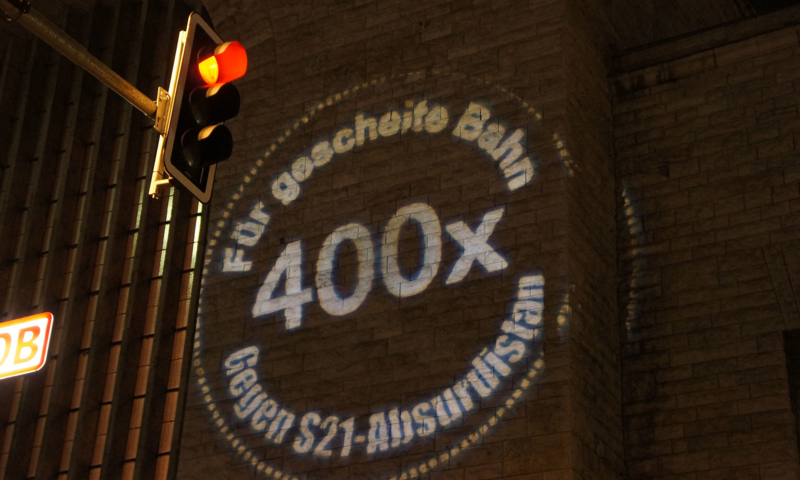 Für gescheite Bahn
400x
Gegen S21-Absurdistan
DB